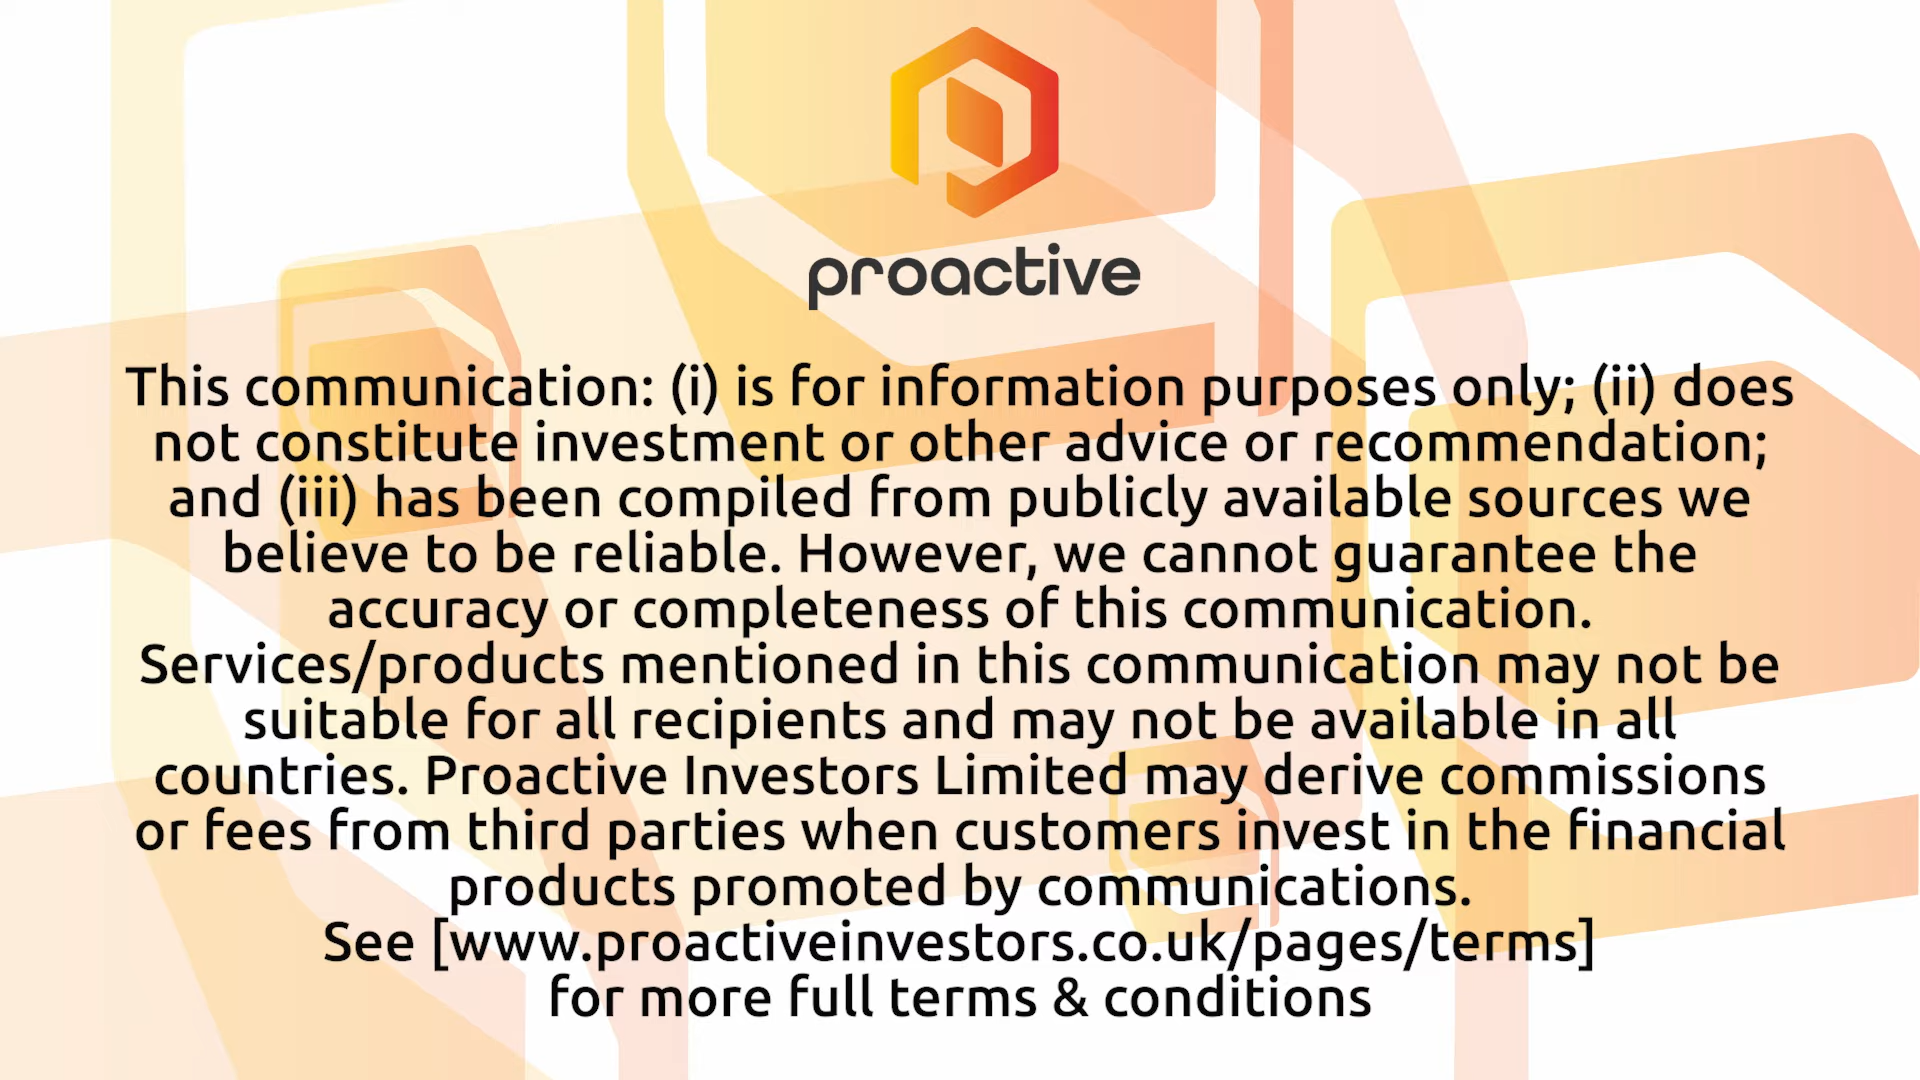 proactive
This communication: (i) is for information purposes only; (ii) does
not constitute investment or other advice or recommendation;
and (iii) has been compiled from publicly available sources we
believe to be reliable. However, we cannot guarantee the
accuracy or completeness of this communication.
Services/products mentioned in this communication may not be
suitable for all recipients and may not be available in all
countries. Proactive Investors Limited may derive commissions
or fees from third parties when customers invest in the financial
products promoted by communications.
See [www.proactiveinvestors.co.uk/pages/terms]
for more full terms & conditions